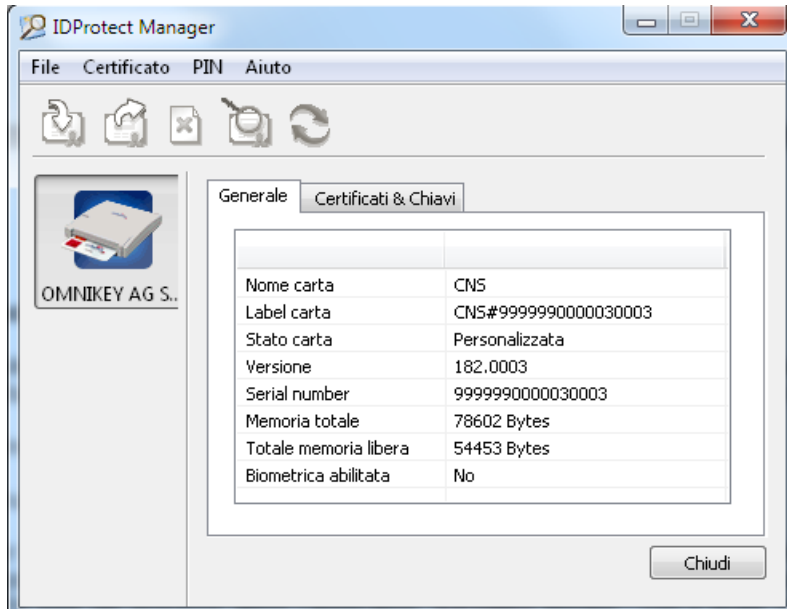 IDProtect Manager
File Certificato PIN Aiuto
OMNIKEY AG S..
Generale Certificati & Chiavi
Nome carta CNS
Label carta CNS#9999990000030003
Stato carta Personalizzata
Versione 182.0003
Serial number 9999990000030003
Memoria totale 78602 Bytes
Totale memoria libera 54453 Bytes
Biometrica abilitata No
Chiudi